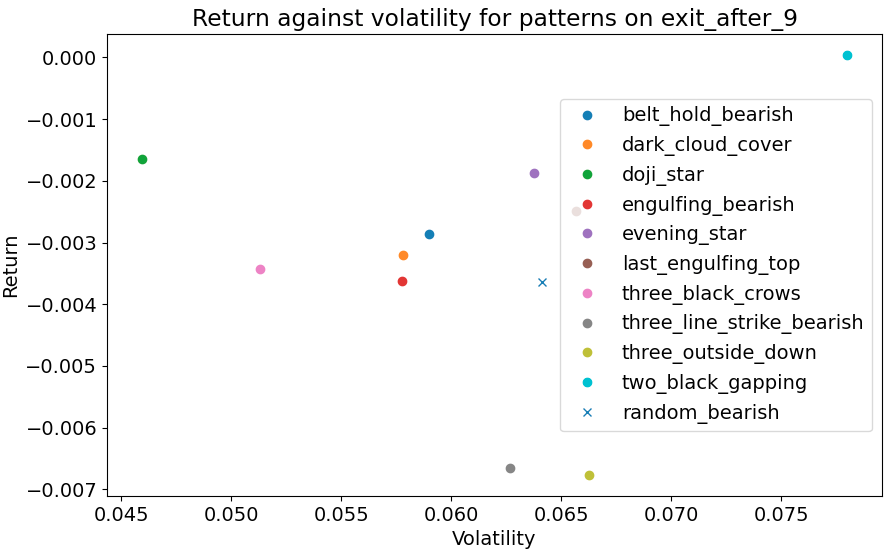 Return against volatility for patterns on exit_after_9
0.000
−0.001
−0.002
−0.003
−0.004
−0.005
−0.006
−0.007
Return
belt_hold_bearish
dark_cloud_cover
doji_star
engulfing_bearish
evening_star
last_engulfing_top
three_black_crows
three_line_strike_bearish
three_outside_down
two_black_gapping
random_bearish
0.045 0.050 0.055 0.060 0.065 0.070 0.075
Volatility